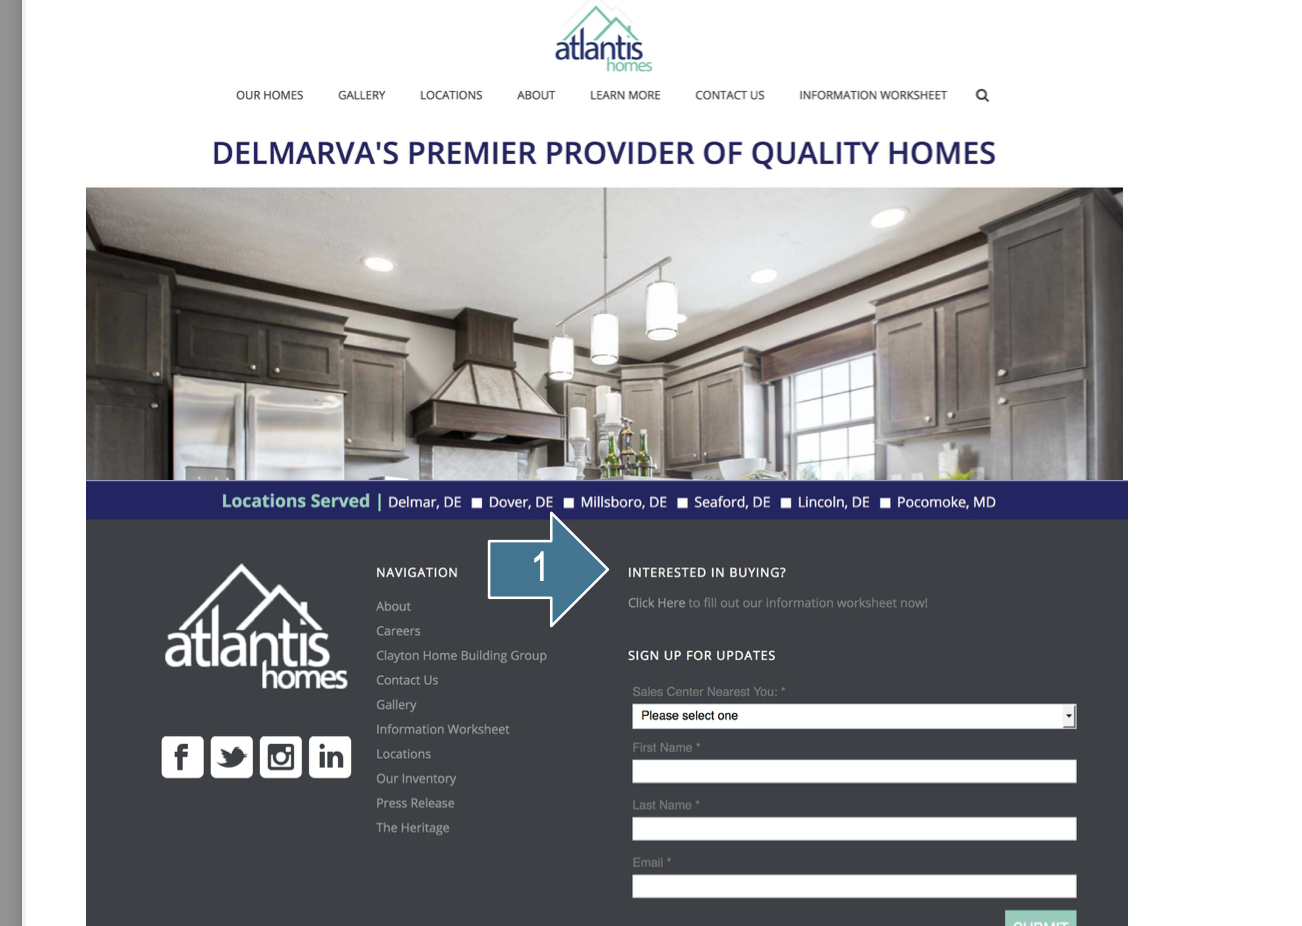 atlantis
homes
OUR HOMES GALLERY LOCATIONS ABOUT LEARN MORE CONTACT US INFORMATION WORKSHEET
DELMARVA'S PREMIER PROVIDER OF QUALITY HOMES
Locations Served | Delmar, DE ■ Dover, DE ■ Millsboro, DE ■ Seaford, DE ■ Lincoln, DE ■ Pocomoke, MD
atlantis
homes
f in
NAVIGATION
About
Careers
Clayton Home Building Group
Contact Us
Gallery
Information Worksheet
Locations
Our Inventory
Press Release
The Heritage
1
INTERESTED IN BUYING?
Click Here to fill out our information worksheet now!
SIGN UP FOR UPDATES
Sales Center Nearest You: *
Please select one
First Name *
Last Name *
Email *
SUBMIT